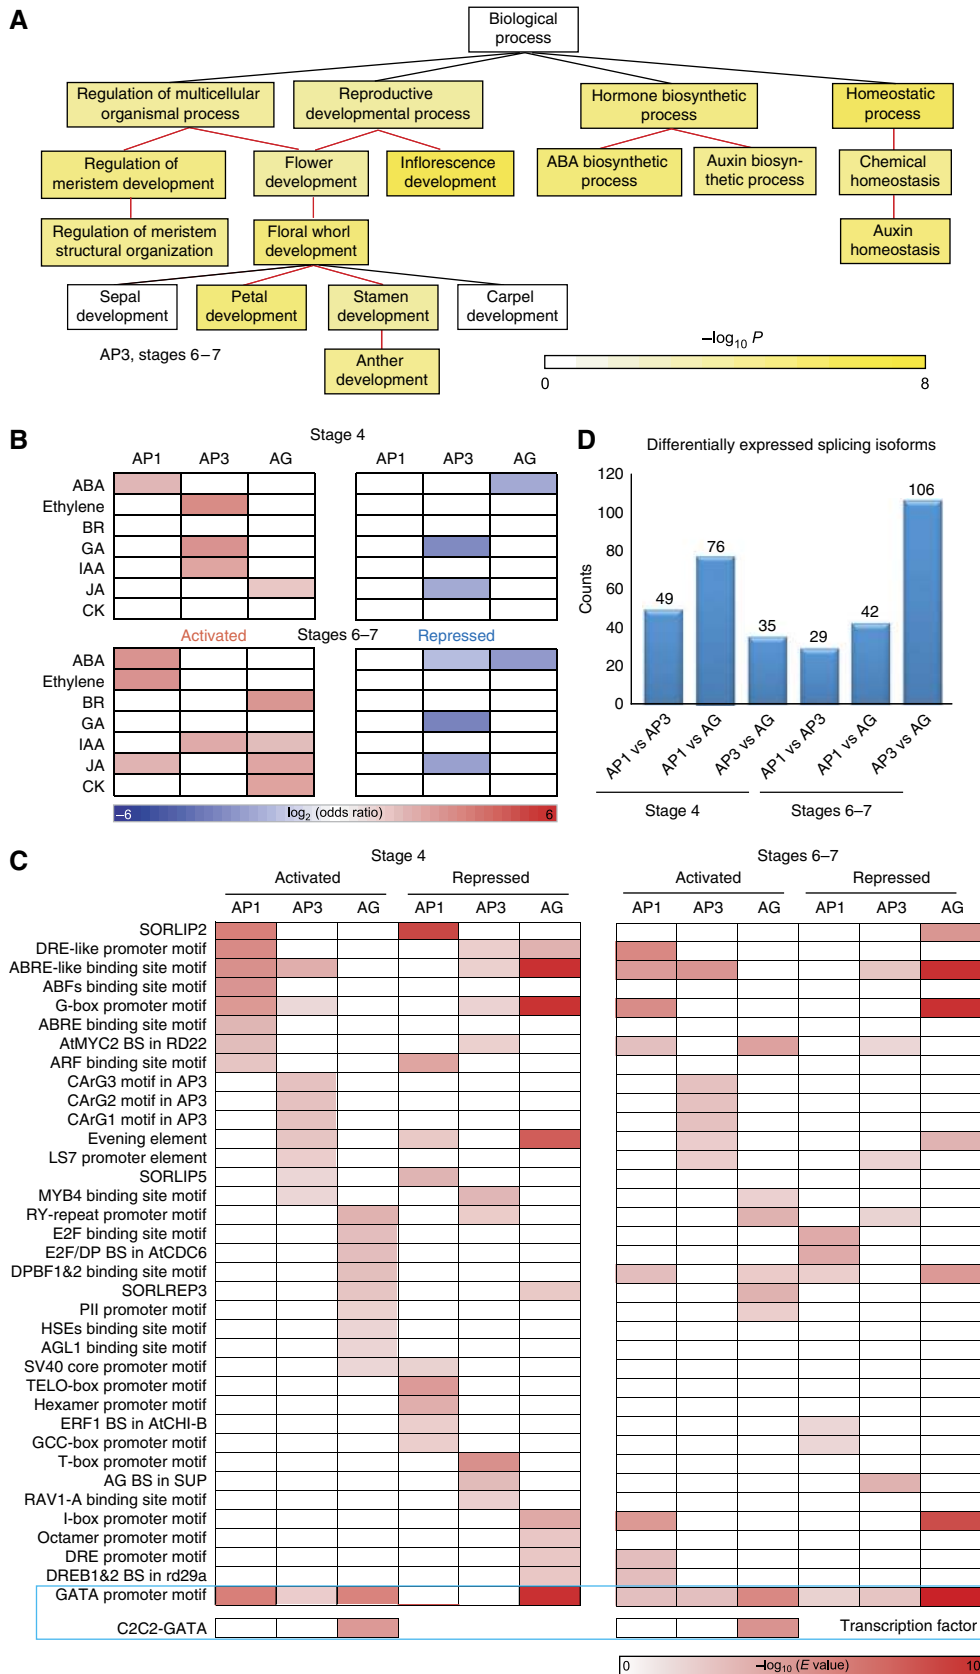 A
Biological
process
Regulation of multicellular
organismal process
Reproductive
developmental process
Hormone biosynthetic
process
Homeostatic
process
Regulation of
meristem development
Flower
development
Inflorescence
development
ABA biosynthetic
process
Auxin biosyn-
thetic process
Chemical
homeostasis
Regulation of meristem
structural organization
Floral whorl
development
Auxin
homeostasis
Sepal
development
Petal
development
Stamen
development
Carpel
development
Anther
development
AP3, stages 6–7
–log10 P
0
8
B
Stage 4
AP1 AP3 AG AP1 AP3 AG
ABA
Ethylene
BR
GA
IAA
JA
CK
Activated Stages 6–7 Repressed
ABA
Ethylene
BR
GA
IAA
JA
CK
–6 log2 (odds ratio) 6
D
Differentially expressed splicing isoforms
Counts
120
100
80
60
40
20
0
49
76
35
29
42
106
AP1 vs AP3
AP1 vs AG
AP3 vs AG
AP1 vs AP3
AP1 vs AG
AP3 vs AG
Stage 4
Stages 6–7
C
Stage 4 Stages 6–7
Activated Repressed Activated Repressed
AP1 AP3 AG AP1 AP3 AG AP1 AP3 AG AP1 AP3 AG
SORLIP2
DRE-like promoter motif
ABRE-like binding site motif
ABFs binding site motif
G-box promoter motif
ABRE binding site motif
AtMYC2 BS in RD22
ARF binding site motif
CArG3 motif in AP3
CArG2 motif in AP3
CArG1 motif in AP3
Evening element
LS7 promoter element
SORLIP5
MYB4 binding site motif
RY-repeat promoter motif
E2F binding site motif
E2F/DP BS in AtCDC6
DPBF1&2 binding site motif
SORLREP3
PII promoter motif
HSEs binding site motif
AGL1 binding site motif
SV40 core promoter motif
TELO-box promoter motif
Hexamer promoter motif
ERF1 BS in AtCHI-B
GCC-box promoter motif
T-box promoter motif
AG BS in SUP
RAV1-A binding site motif
I-box promoter motif
Octamer promoter motif
DRE promoter motif
DREB1&2 BS in rd29a
GATA promoter motif
C2C2-GATA
Transcription factor
0 –log10 (E value) 10